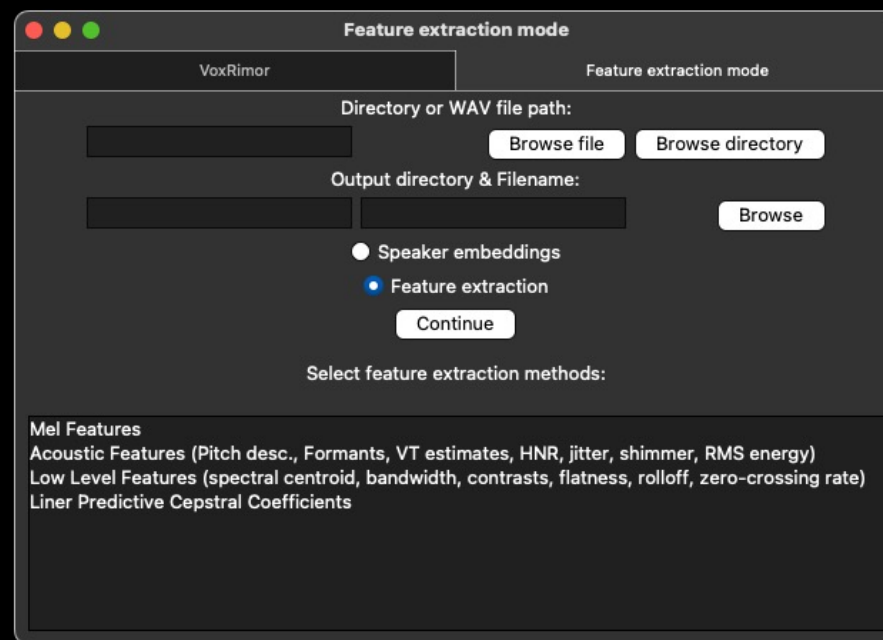 Feature extraction mode
VoxRimor Feature extraction mode
Directory or WAV file path:
Browse file Browse directory
Output directory & Filename:
Browse
Speaker embeddings
Feature extraction
Continue
Select feature extraction methods:
Mel Features
Acoustic Features (Pitch desc., Formants, VT estimates, HNR, jitter, shimmer, RMS energy)
Low Level Features (spectral centroid, bandwidth, contrasts, flatness, rolloff, zero-crossing rate)
Liner Predictive Cepstral Coefficients